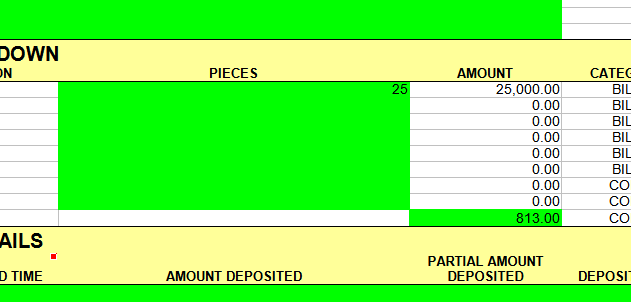 DOWN
ON PIECES AMOUNT CATEG
25 25,000.00 BIL
0.00 BIL
0.00 BIL
0.00 BIL
0.00 BIL
0.00 BIL
0.00 CO
0.00 CO
813.00 CO
AILS
PARTIAL AMOUNT
D TIME AMOUNT DEPOSITED DEPOSITED DEPOSIT